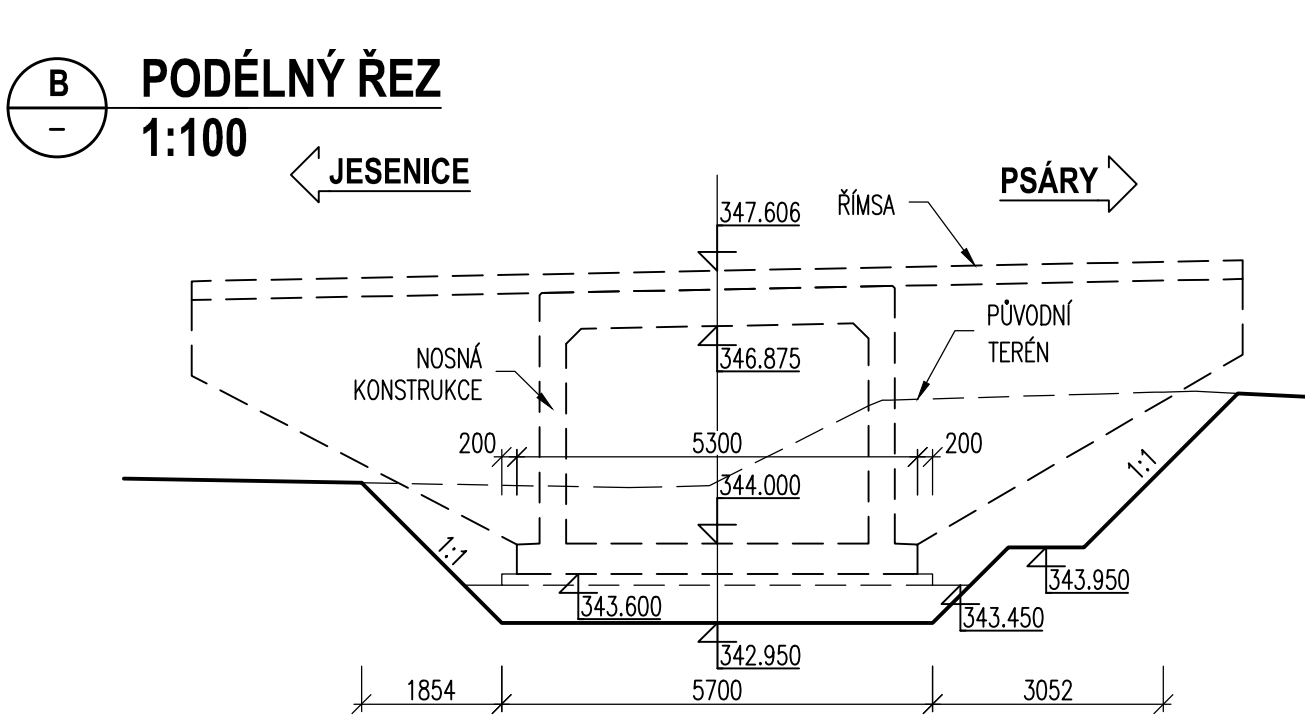 B
PODÉLNÝ ŘEZ
–
1:100
JESENICE
PSÁRY
347.606
ŘÍMSA
PŮVODNÍ
TERÉN
346.875
NOSNÁ
KONSTRUKCE
200
5300
200
344.000
1:1
1:1
343.600
343.950
343.450
342.950
1854
5700
3052